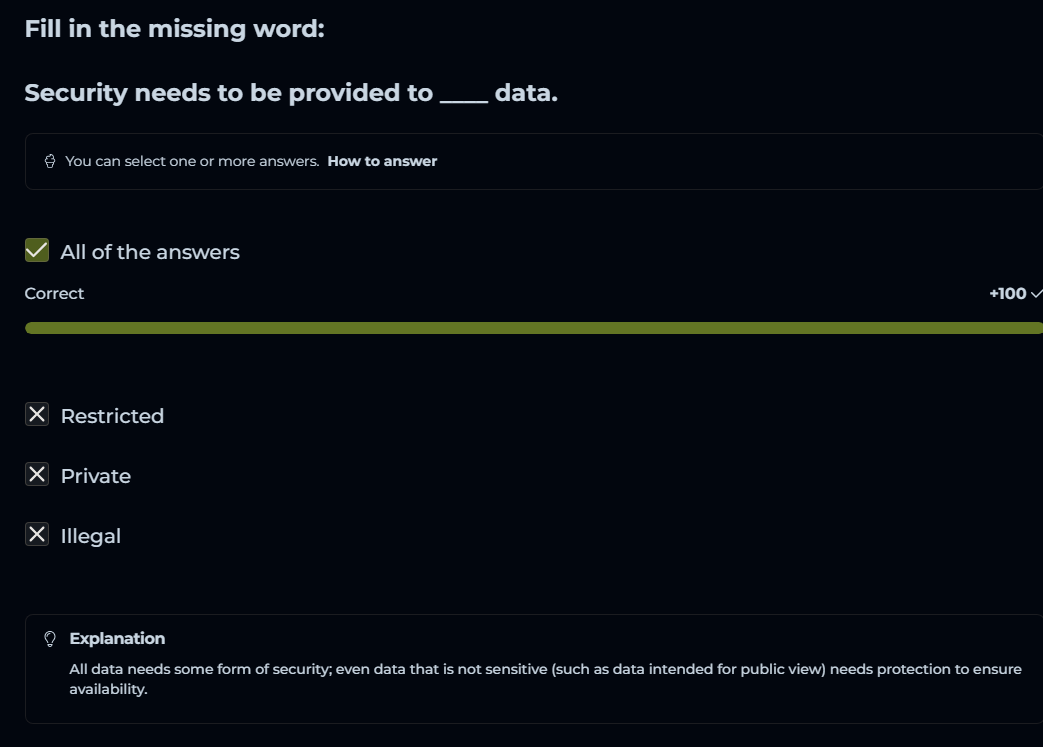 Fill in the missing word:
Security needs to be provided to ____ data.
You can select one or more answers. How to answer
All of the answers
Correct
+100
Restricted
Private
Illegal
Explanation
All data needs some form of security; even data that is not sensitive (such as data intended for public view) needs protection to ensure
availability.